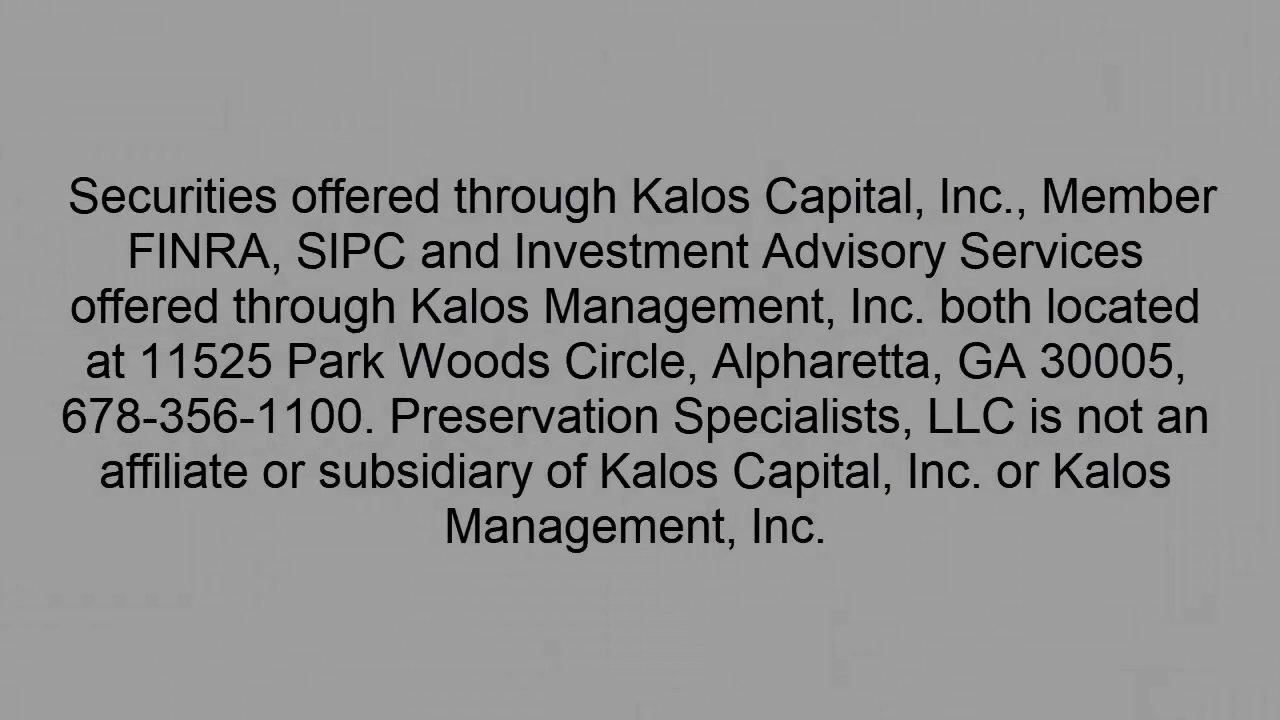 Securities offered through Kalos Capital, Inc., Member
FINRA, SIPC and Investment Advisory Services
offered through Kalos Management, Inc. both located
at 11525 Park Woods Circle, Alpharetta, GA 30005,
678-356-1100. Preservation Specialists, LLC is not an
affiliate or subsidiary of Kalos Capital, Inc. or Kalos
Management, Inc.